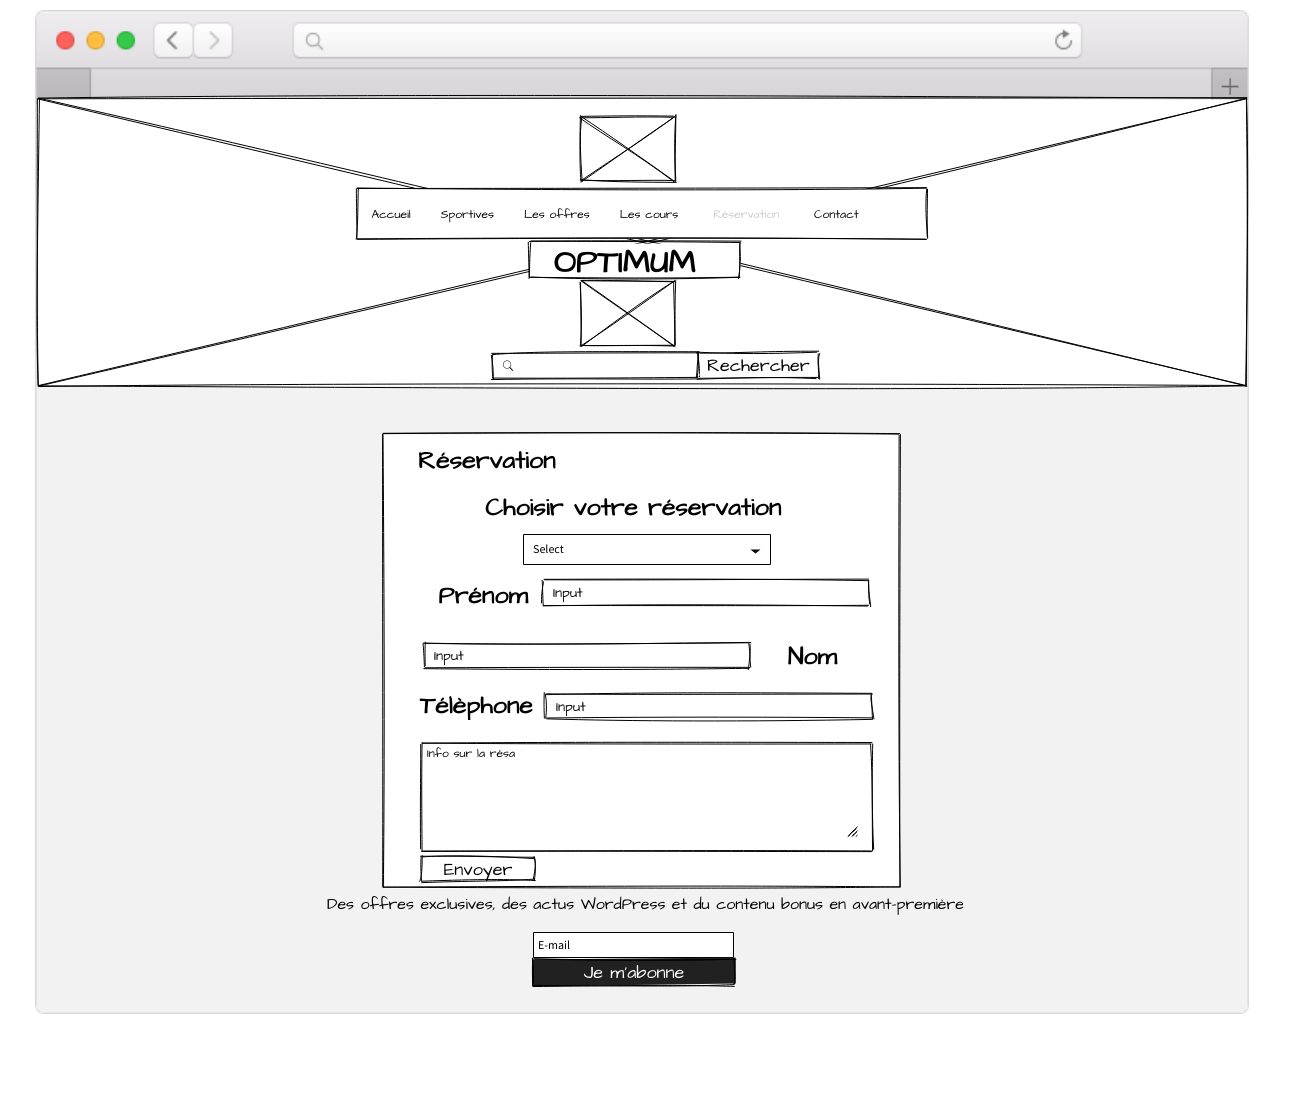 Accueil Sportives Les offres Les cours Réservation Contact
OPTIMUM
Rechercher
Réservation
Choisir votre réservation
Select
Prénom Input
Input Nom
Télèphone Input
Info sur la résa
Envoyer
Des offres exclusives, des actus WordPress et du contenu bonus en avant-première
E-mail
Je m'abonne